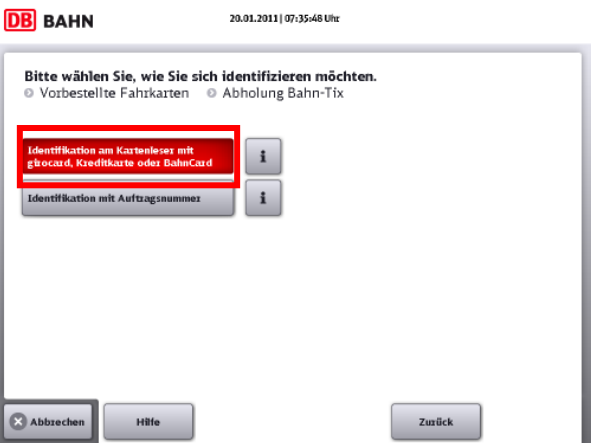 DB BAHN
20.01.2011 | 07:35:48 Uhr
Bitte wählen Sie, wie Sie sich identifizieren möchten.
Vorbestellte Fahrkarten Abholung Bahn-Tix
Identifikation am Kartenleser mit
girocard, Kreditkarte oder BahnCard
i
Identifikation mit Auftragsnummer
i
Abbrechen
Hilfe
Zurück